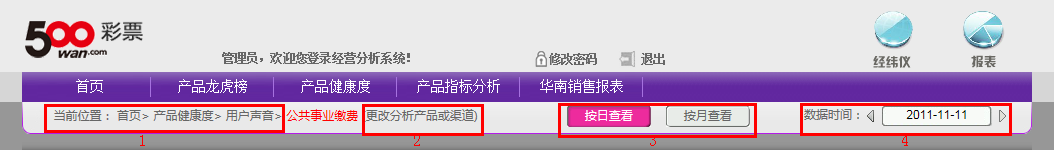 500 彩票
wan.com
管理员，欢迎您登录经营分析系统!
修改密码 退出
经纬仪 报表
首页 产品龙虎榜 产品健康度 产品指标分析 华南销售报表
当前位置： 首页> 产品健康度> 用户声音> 公共事业缴费 更改分析产品或渠道) 按日查看 按月查看 数据时间： 2011-11-11
1 2 3 4